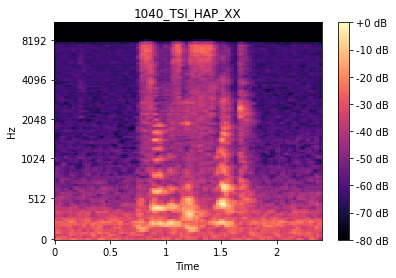 1040_TSI_HAP_XX
Hz
8192
4096
2048
1024
512
0
0
0.5
1
1.5
2
Time
+0 dB
-10 dB
-20 dB
-30 dB
-40 dB
-50 dB
-60 dB
-70 dB
-80 dB